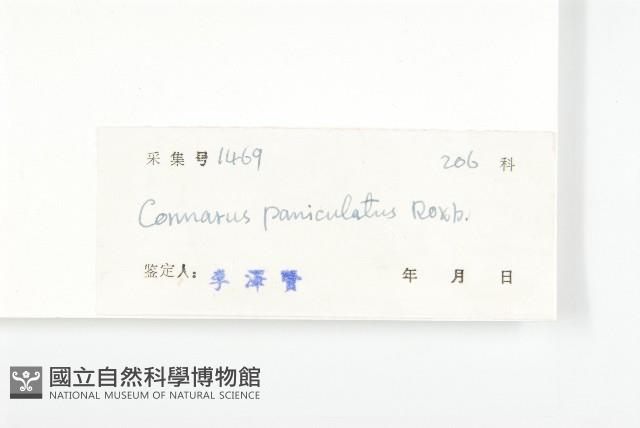 采集号 1469 206 科
Connarus paniculatus Roxb.
鉴定人: 李泽贤 年 月 日
國立自然科學博物館
NATIONAL MUSEUM OF NATURAL SCIENCE